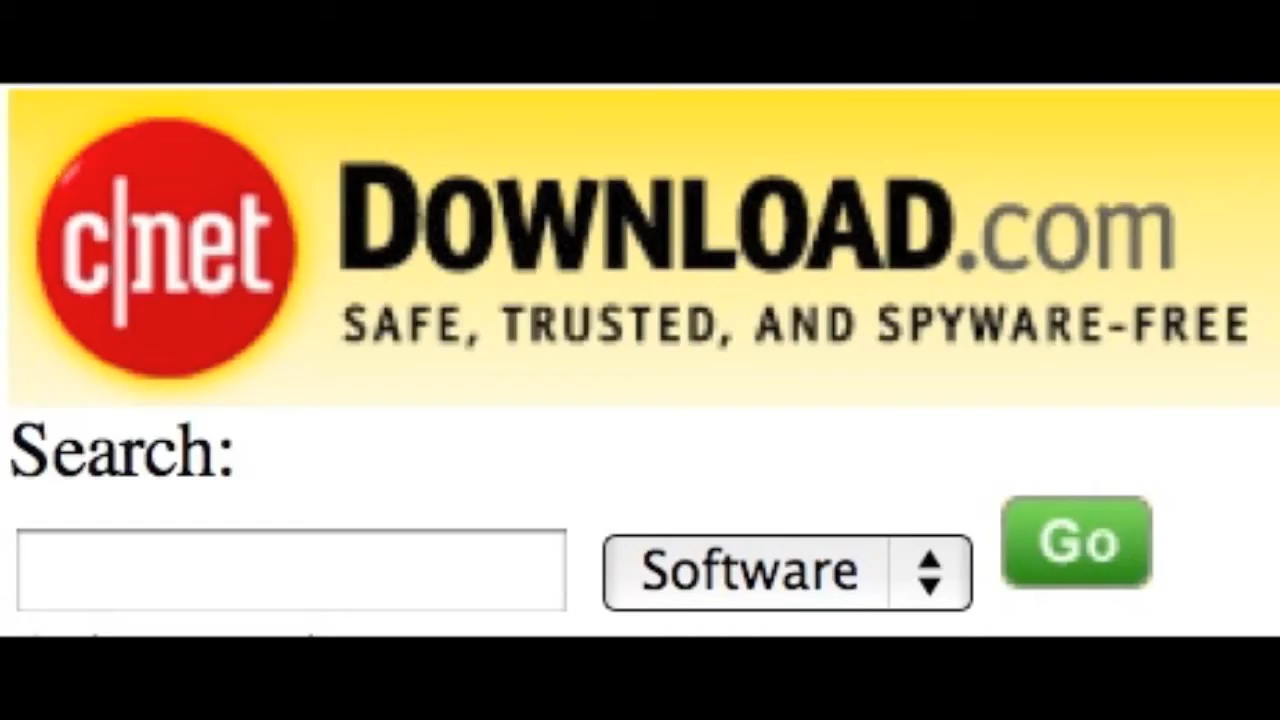 c|net
DOWNLOAD.com
SAFE, TRUSTED, AND SPYWARE-FREE
Search:
Software
Go